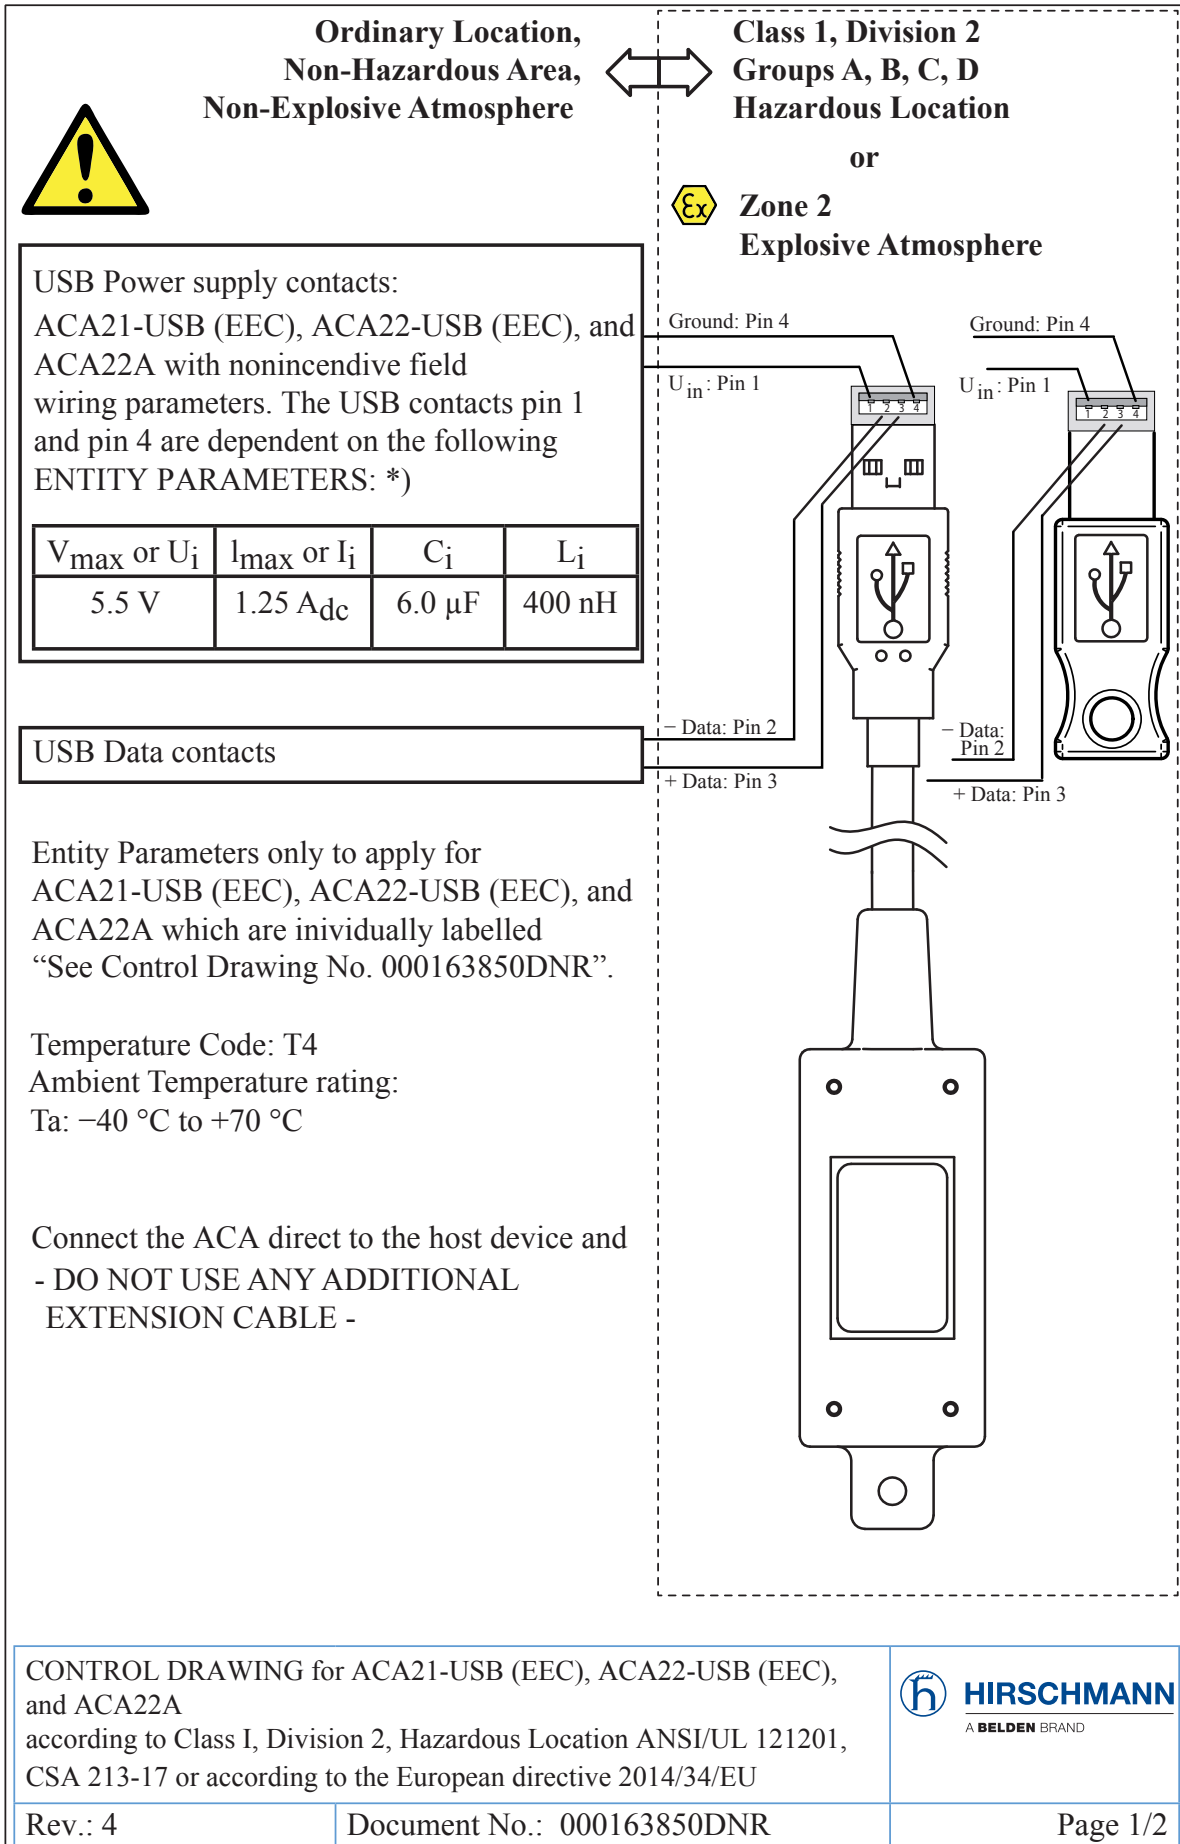 Ordinary Location,
Non-Hazardous Area,
Non-Explosive Atmosphere
Class 1, Division 2
Groups A, B, C, D
Hazardous Location
or
Ex
Zone 2
Explosive Atmosphere
USB Power supply contacts:
ACA21-USB (EEC), ACA22-USB (EEC), and
ACA22A with nonincendive field
wiring parameters. The USB contacts pin 1
and pin 4 are dependent on the following
ENTITY PARAMETERS: *)
Vmax or Ui lmax or Ii Ci Li
5.5 V 1.25 Adc 6.0 µF 400 nH
Ground: Pin 4
Uin: Pin 1
1 2 3 4
Ground: Pin 4
Uin: Pin 1
1 2 3 4
USB Data contacts
− Data: Pin 2
+ Data: Pin 3
− Data:
Pin 2
+ Data: Pin 3
Entity Parameters only to apply for
ACA21-USB (EEC), ACA22-USB (EEC), and
ACA22A which are inividually labelled
“See Control Drawing No. 000163850DNR”.
Temperature Code: T4
Ambient Temperature rating:
Ta: −40 °C to +70 °C
Connect the ACA direct to the host device and
- DO NOT USE ANY ADDITIONAL
EXTENSION CABLE -
CONTROL DRAWING for ACA21-USB (EEC), ACA22-USB (EEC),
and ACA22A
according to Class I, Division 2, Hazardous Location ANSI/UL 121201,
CSA 213-17 or according to the European directive 2014/34/EU
HIRSCHMANN
A BELDEN BRAND
Rev.: 4
Document No.: 000163850DNR
Page 1/2